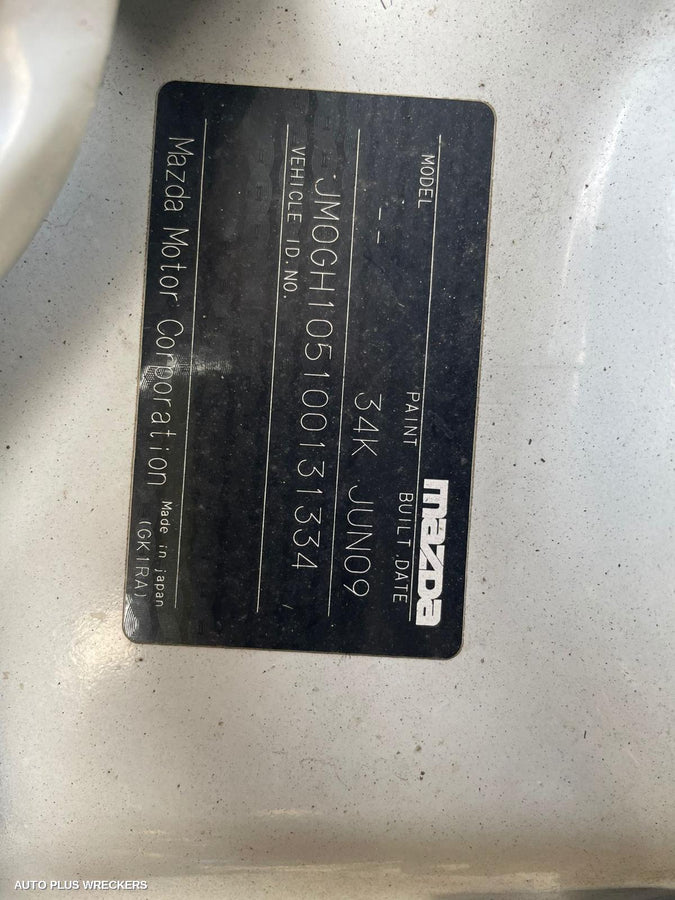 mazda
MODEL PAINT BUILT DATE
-- 34K JUN09
JM0GH105100131334
VEHICLE ID.NO.
Mazda Motor Corporation Made in japan
(GK1RA)
AUTO PLUS WRECKERS